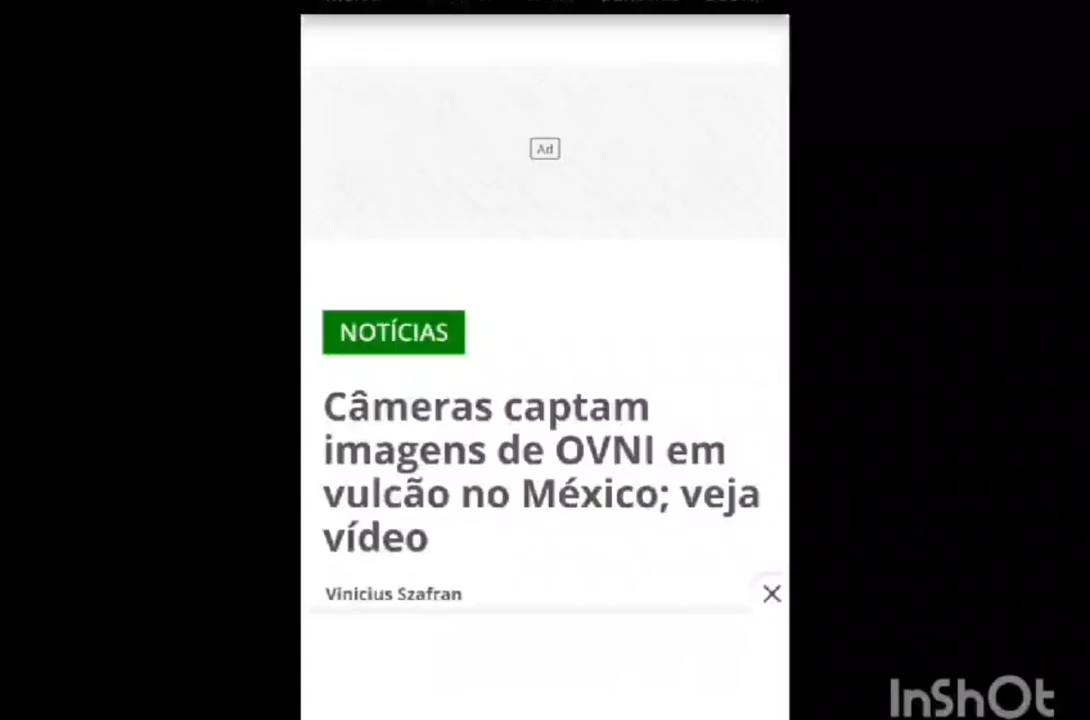 Ad
NOTÍCIAS
Câmeras captam
imagens de OVNI em
vulcão no México; veja
vídeo
Vinicius Szafran
InShOt